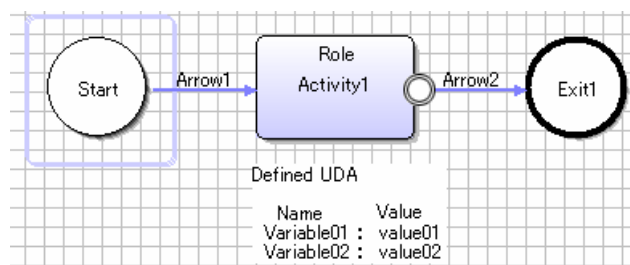 Role
Start
Arrow1
Activity1
Arrow2
Exit1
Defined UDA
Name Value
Variable01 : value01
Variable02 : value02